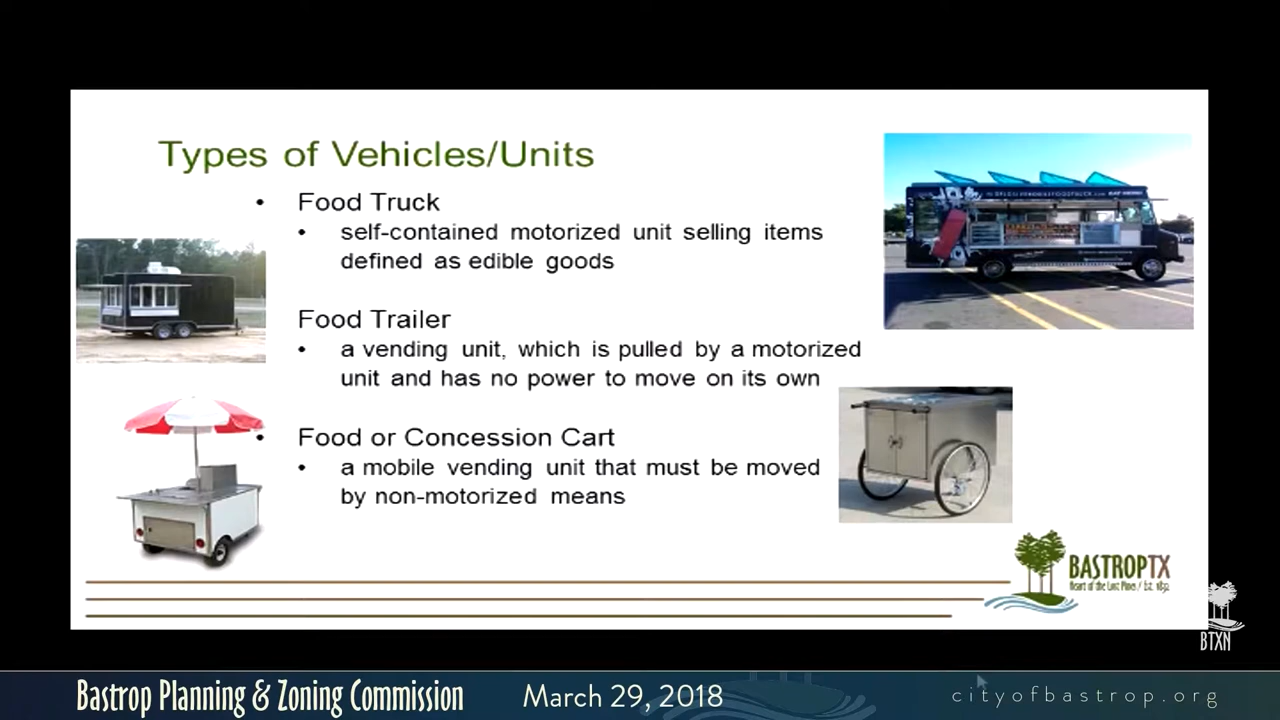 Types of Vehicles/Units
• Food Truck
• self-contained motorized unit selling items
defined as edible goods
Food Trailer
• a vending unit, which is pulled by a motorized
unit and has no power to move on its own
• Food or Concession Cart
• a mobile vending unit that must be moved
by non-motorized means
BASTROPTX
Heart of the Lost Pines / Est. 1832
BTXN
Bastrop Planning & Zoning Commission
March 29, 2018
cityofbastrop.org